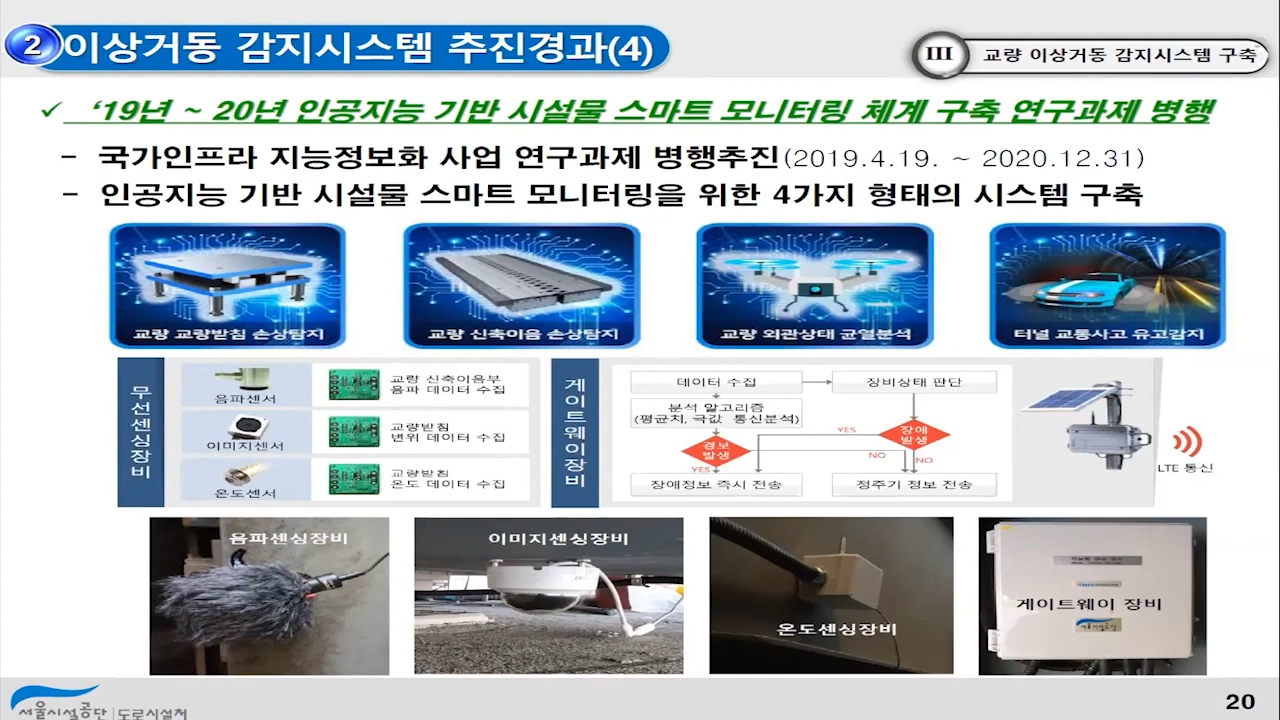 2 이상거동 감지시스템 추진경과(4)
III 교량 이상거동 감지시스템 구축
✓ ‘19년 ~ 20년 인공지능 기반 시설물 스마트 모니터링 체계 구축 연구과제 병행
- 국가인프라 지능정보화 사업 연구과제 병행추진(2019.4.19. ~ 2020.12.31)
- 인공지능 기반 시설물 스마트 모니터링을 위한 4가지 형태의 시스템 구축
교량 교량받침 손상탐지
교량 신축이음 손상탐지
교량 외관상태 균열분석
터널 교통사고 유고감지
무선센싱장비
음파센서
교량 신축이음부
음파 데이터 수집
이미지센서
교량받침
변위 데이터 수집
온도센서
교량받침
온도 데이터 수집
게이트웨이장비
데이터 수집
장비상태 판단
분석 알고리즘
(평균치, 극값 통신분석)
경보
발생
YES
장애
발생
YES
NO
NO
장애정보 즉시 전송
정주기 정보 전송
LTE 통신
음파센싱장비
이미지센싱장비
온도센싱장비
게이트웨이 장비
서울시설공단 | 도로시설처
20